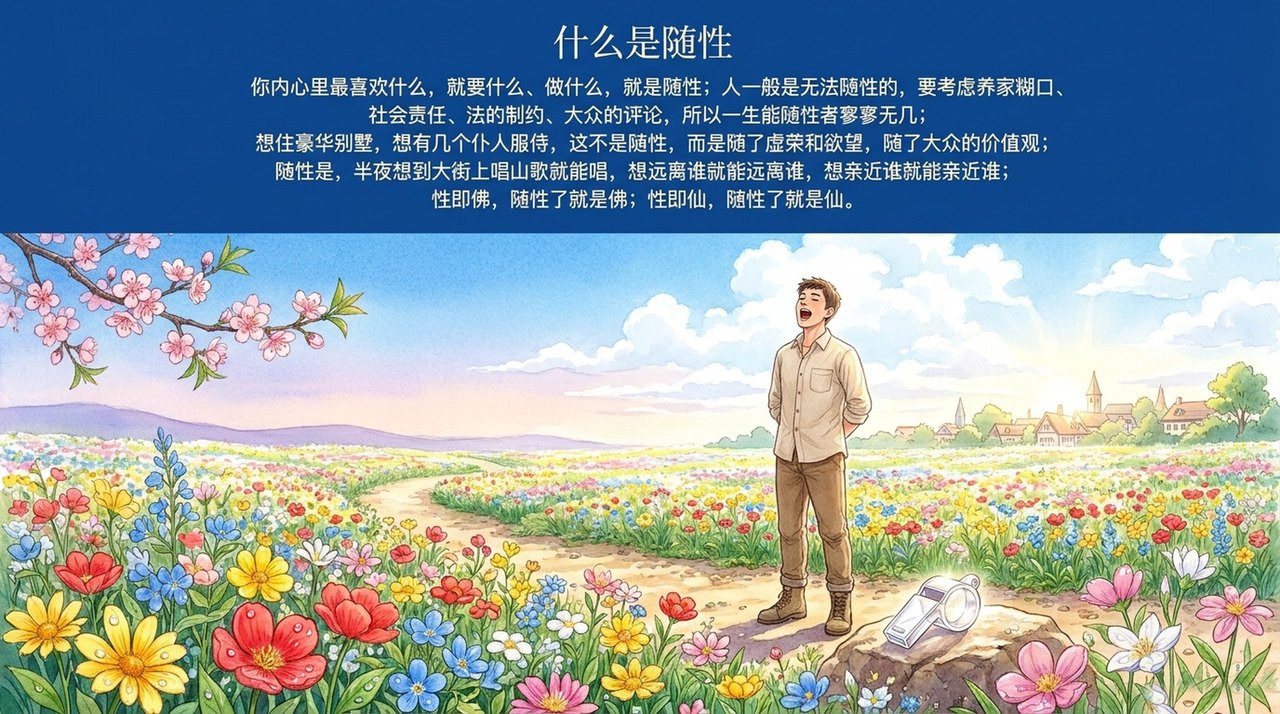 什么是随性
你内心里最喜欢什么，就要什么、做什么，就是随性；人一般是无法随性的，要考虑养家糊口、
社会责任、法的制约、大众的评论，所以一生能随性者寥寥无几；
想住豪华别墅，想有几个仆人服侍，这不是随性，而是随了虚荣和欲望，随了大众的价值观；
随性是，半夜想到大街上唱山歌就能唱，想远离谁就能远离谁，想亲近谁就能亲近谁；
性即佛，随性了就是佛；性即仙，随性了就是仙。